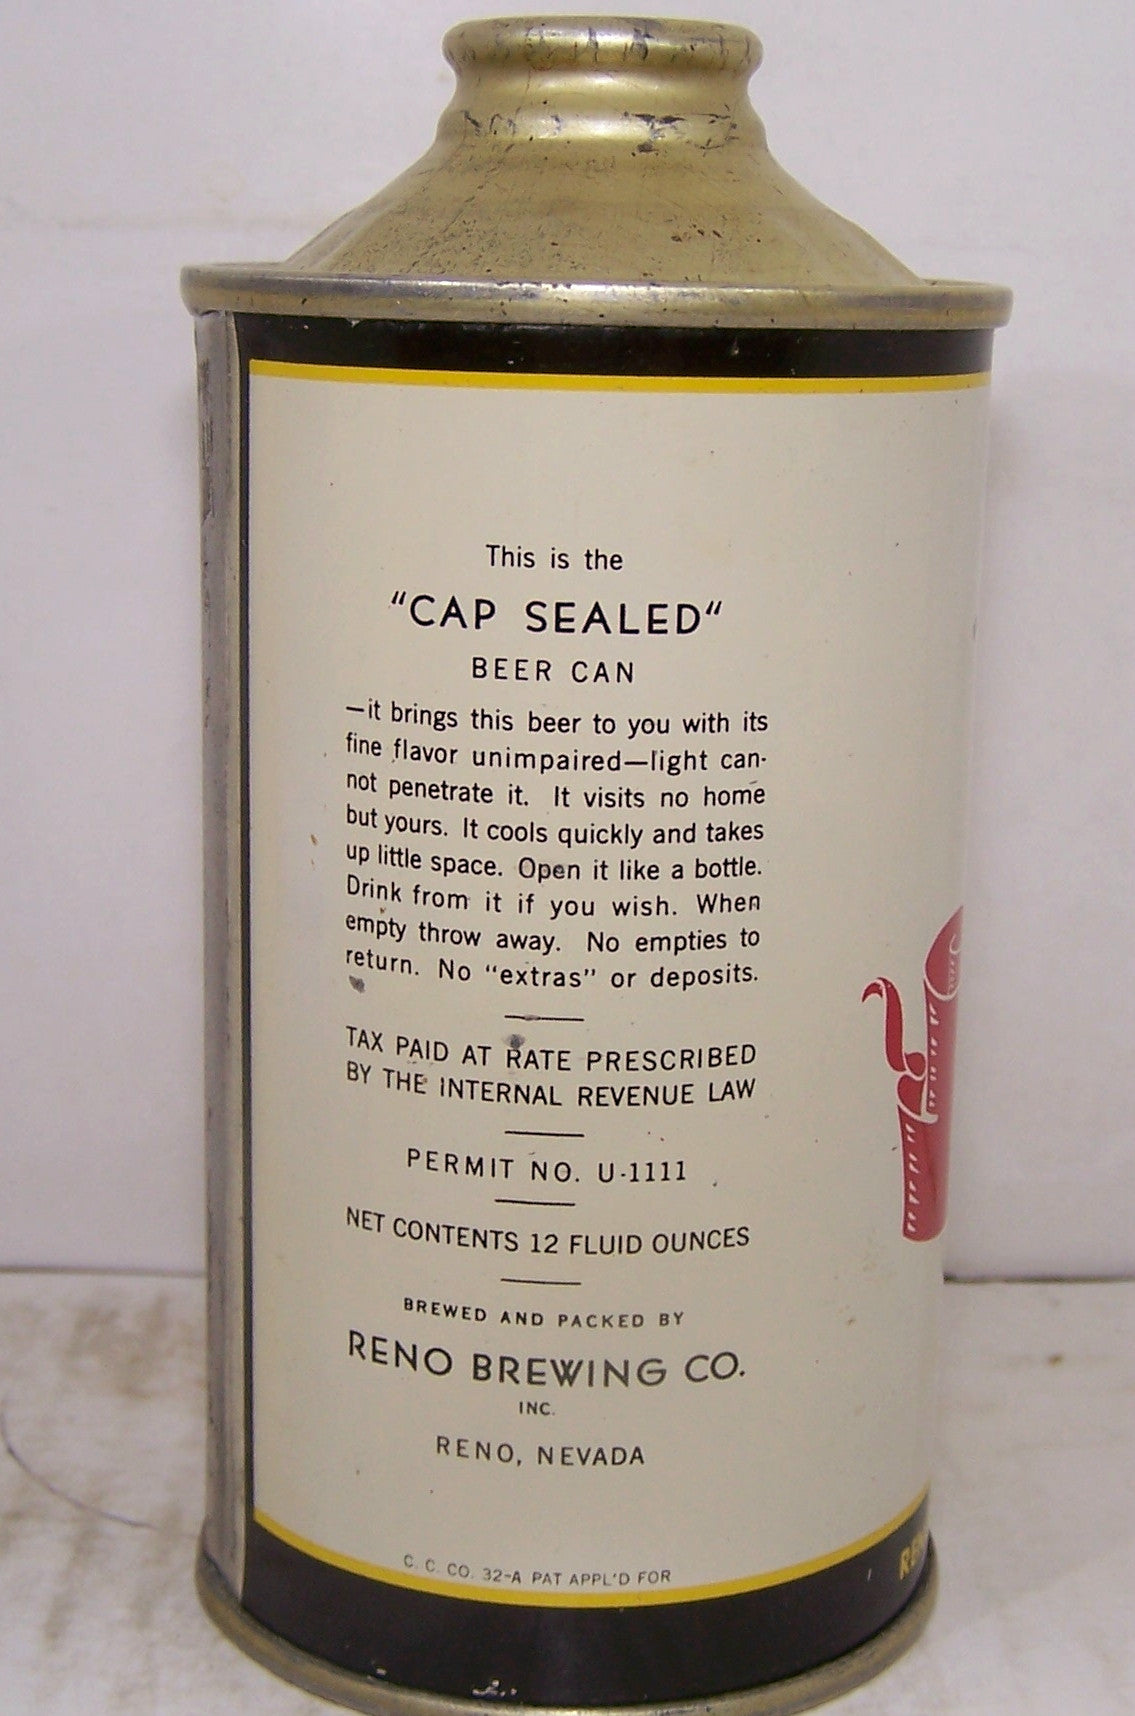 This is the
"CAP SEALED"
BEER CAN
—it brings this beer to you with its
fine flavor unimpaired—light can-
not penetrate it. It visits no home
but yours. It cools quickly and takes
up little space. Open it like a bottle.
Drink from it if you wish. When
empty throw away. No empties to
return. No "extras" or deposits.
TAX PAID AT RATE PRESCRIBED
BY THE INTERNAL REVENUE LAW
PERMIT NO. U-1111
NET CONTENTS 12 FLUID OUNCES
BREWED AND PACKED BY
RENO BREWING CO.
INC.
RENO, NEVADA
C. C. CO. 32-A PAT APPL'D FOR